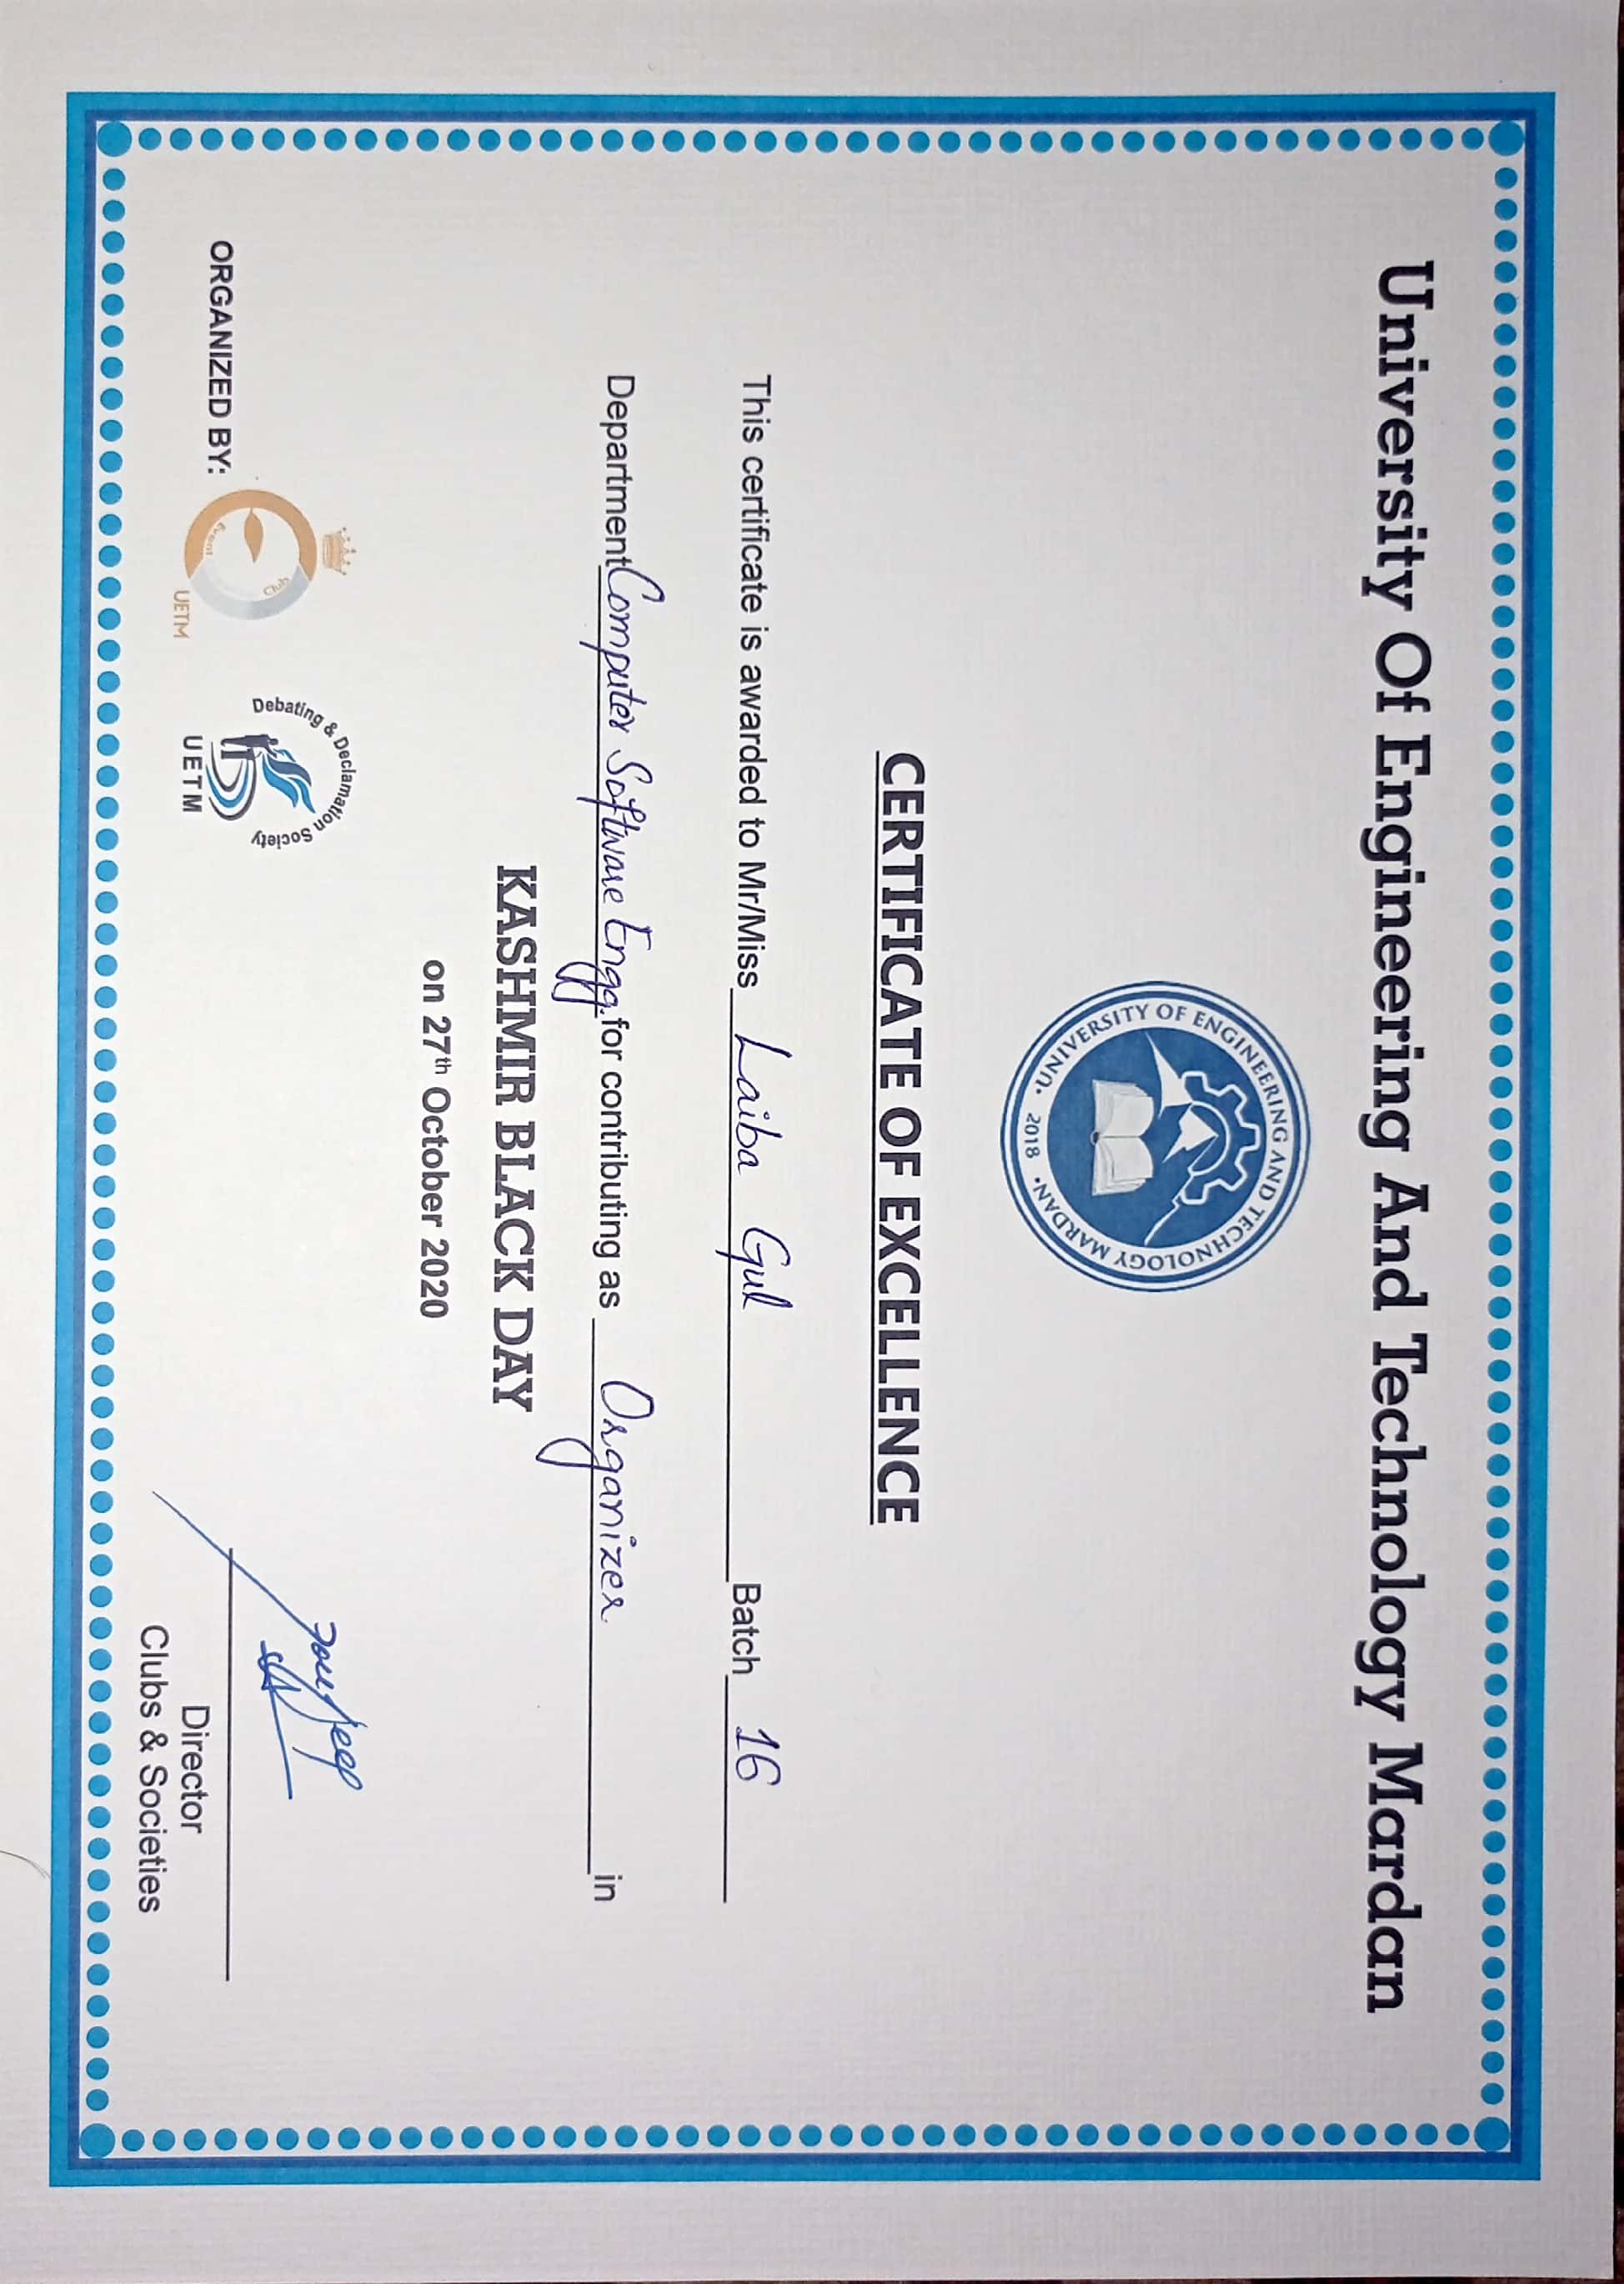 University Of Engineering And Technology Mardan
UNIVERSITY OF ENGINEERING AND TECHNOLOGY MARDAN
2018
CERTIFICATE OF EXCELLENCE
This certificate is awarded to Mr/Miss Laiba Gul Batch 16
Department Computer Software Engg. for contributing as Organizer in
KASHMIR BLACK DAY
on 27th October 2020
ORGANIZED BY:
Event Club
UETM
Debating & Declamation Society
UETM
Director
Clubs & Societies